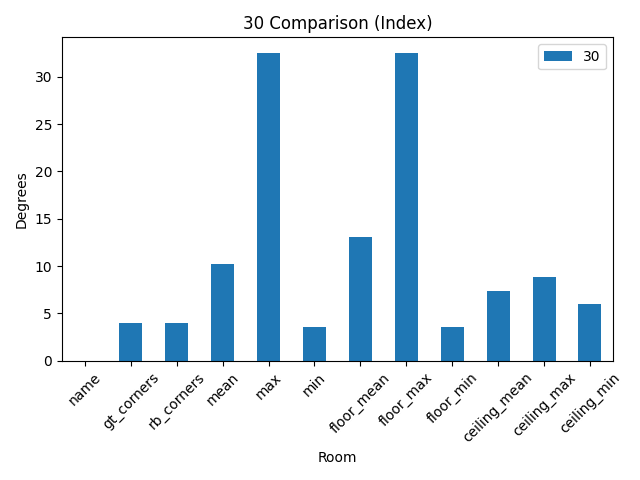 30 Comparison (Index)
30
Degrees
30
25
20
15
10
5
0
name
gt_corners
rb_corners
mean
max
min
floor_mean
floor_max
floor_min
ceiling_mean
ceiling_max
ceiling_min
Room